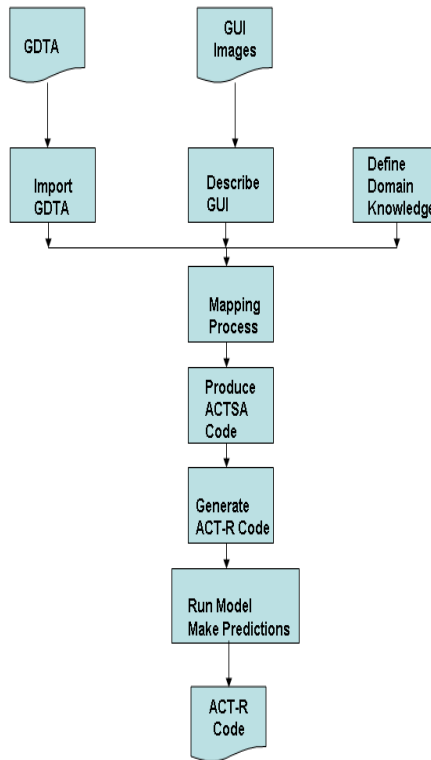 GDTA
GUI
Images
Import
GDTA
Describe
GUI
Define
Domain
Knowledge
Mapping
Process
Produce
ACTSA
Code
Generate
ACT-R Code
Run Model
Make Predictions
ACT-R
Code